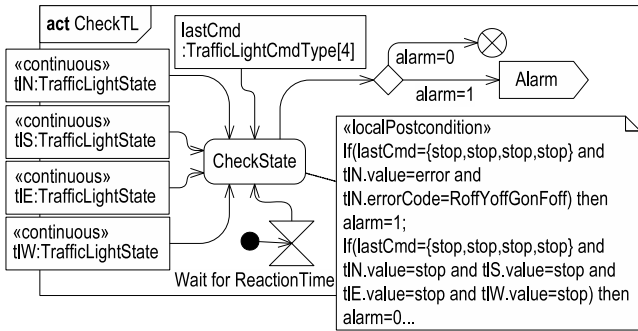 act CheckTL
lastCmd
:TrafficLightCmdType[4]
alarm=0
alarm=1
Alarm
«continuous»
tlN:TrafficLightState
«continuous»
tlS:TrafficLightState
«continuous»
tlE:TrafficLightState
«continuous»
tlW:TrafficLightState
CheckState
Wait for ReactionTime
«localPostcondition»
If(lastCmd={stop,stop,stop,stop} and
tlN.value=error and
tlN.errorCode=RoffYoffGonFoff) then
alarm=1;
If(lastCmd={stop,stop,stop,stop} and
tlN.value=stop and tlS.value=stop and
tlE.value=stop and tlW.value=stop) then
alarm=0...